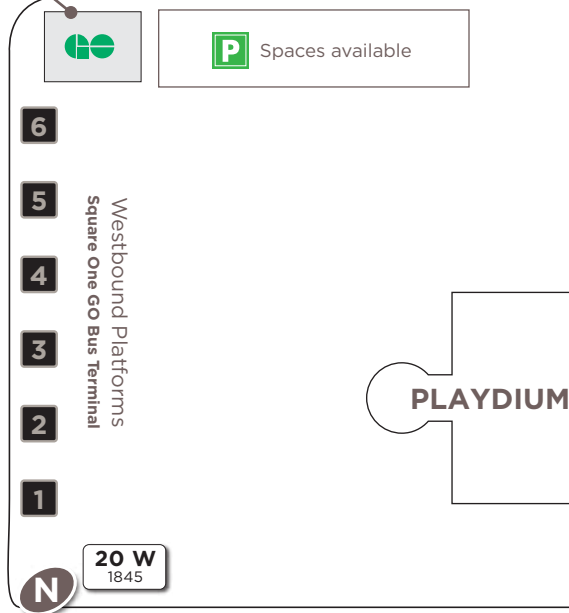 GO
P Spaces available
6
5
4
3
2
1
Westbound Platforms
Square One GO Bus Terminal
PLAYDIUM
20 W
1845
N